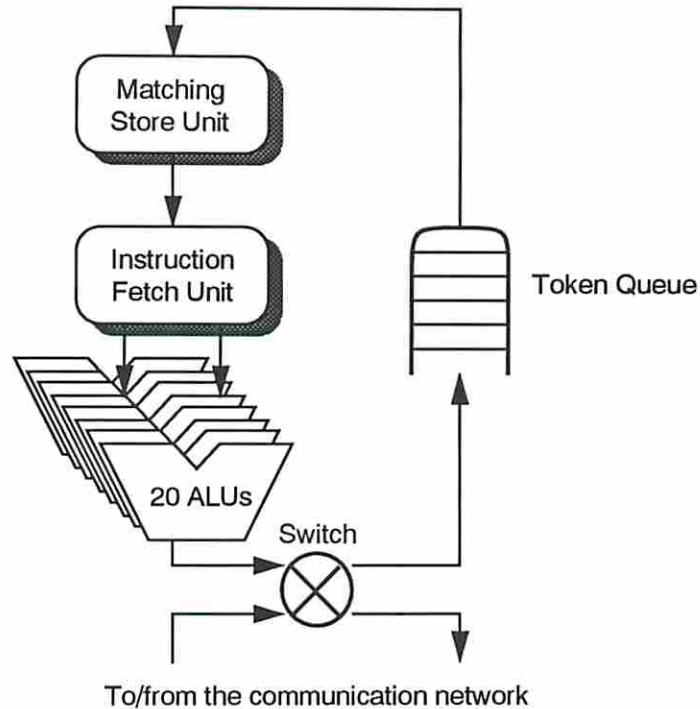 Matching
Store Unit
Instruction
Fetch Unit
Token Queue
20 ALUs
Switch
To/from the communication network